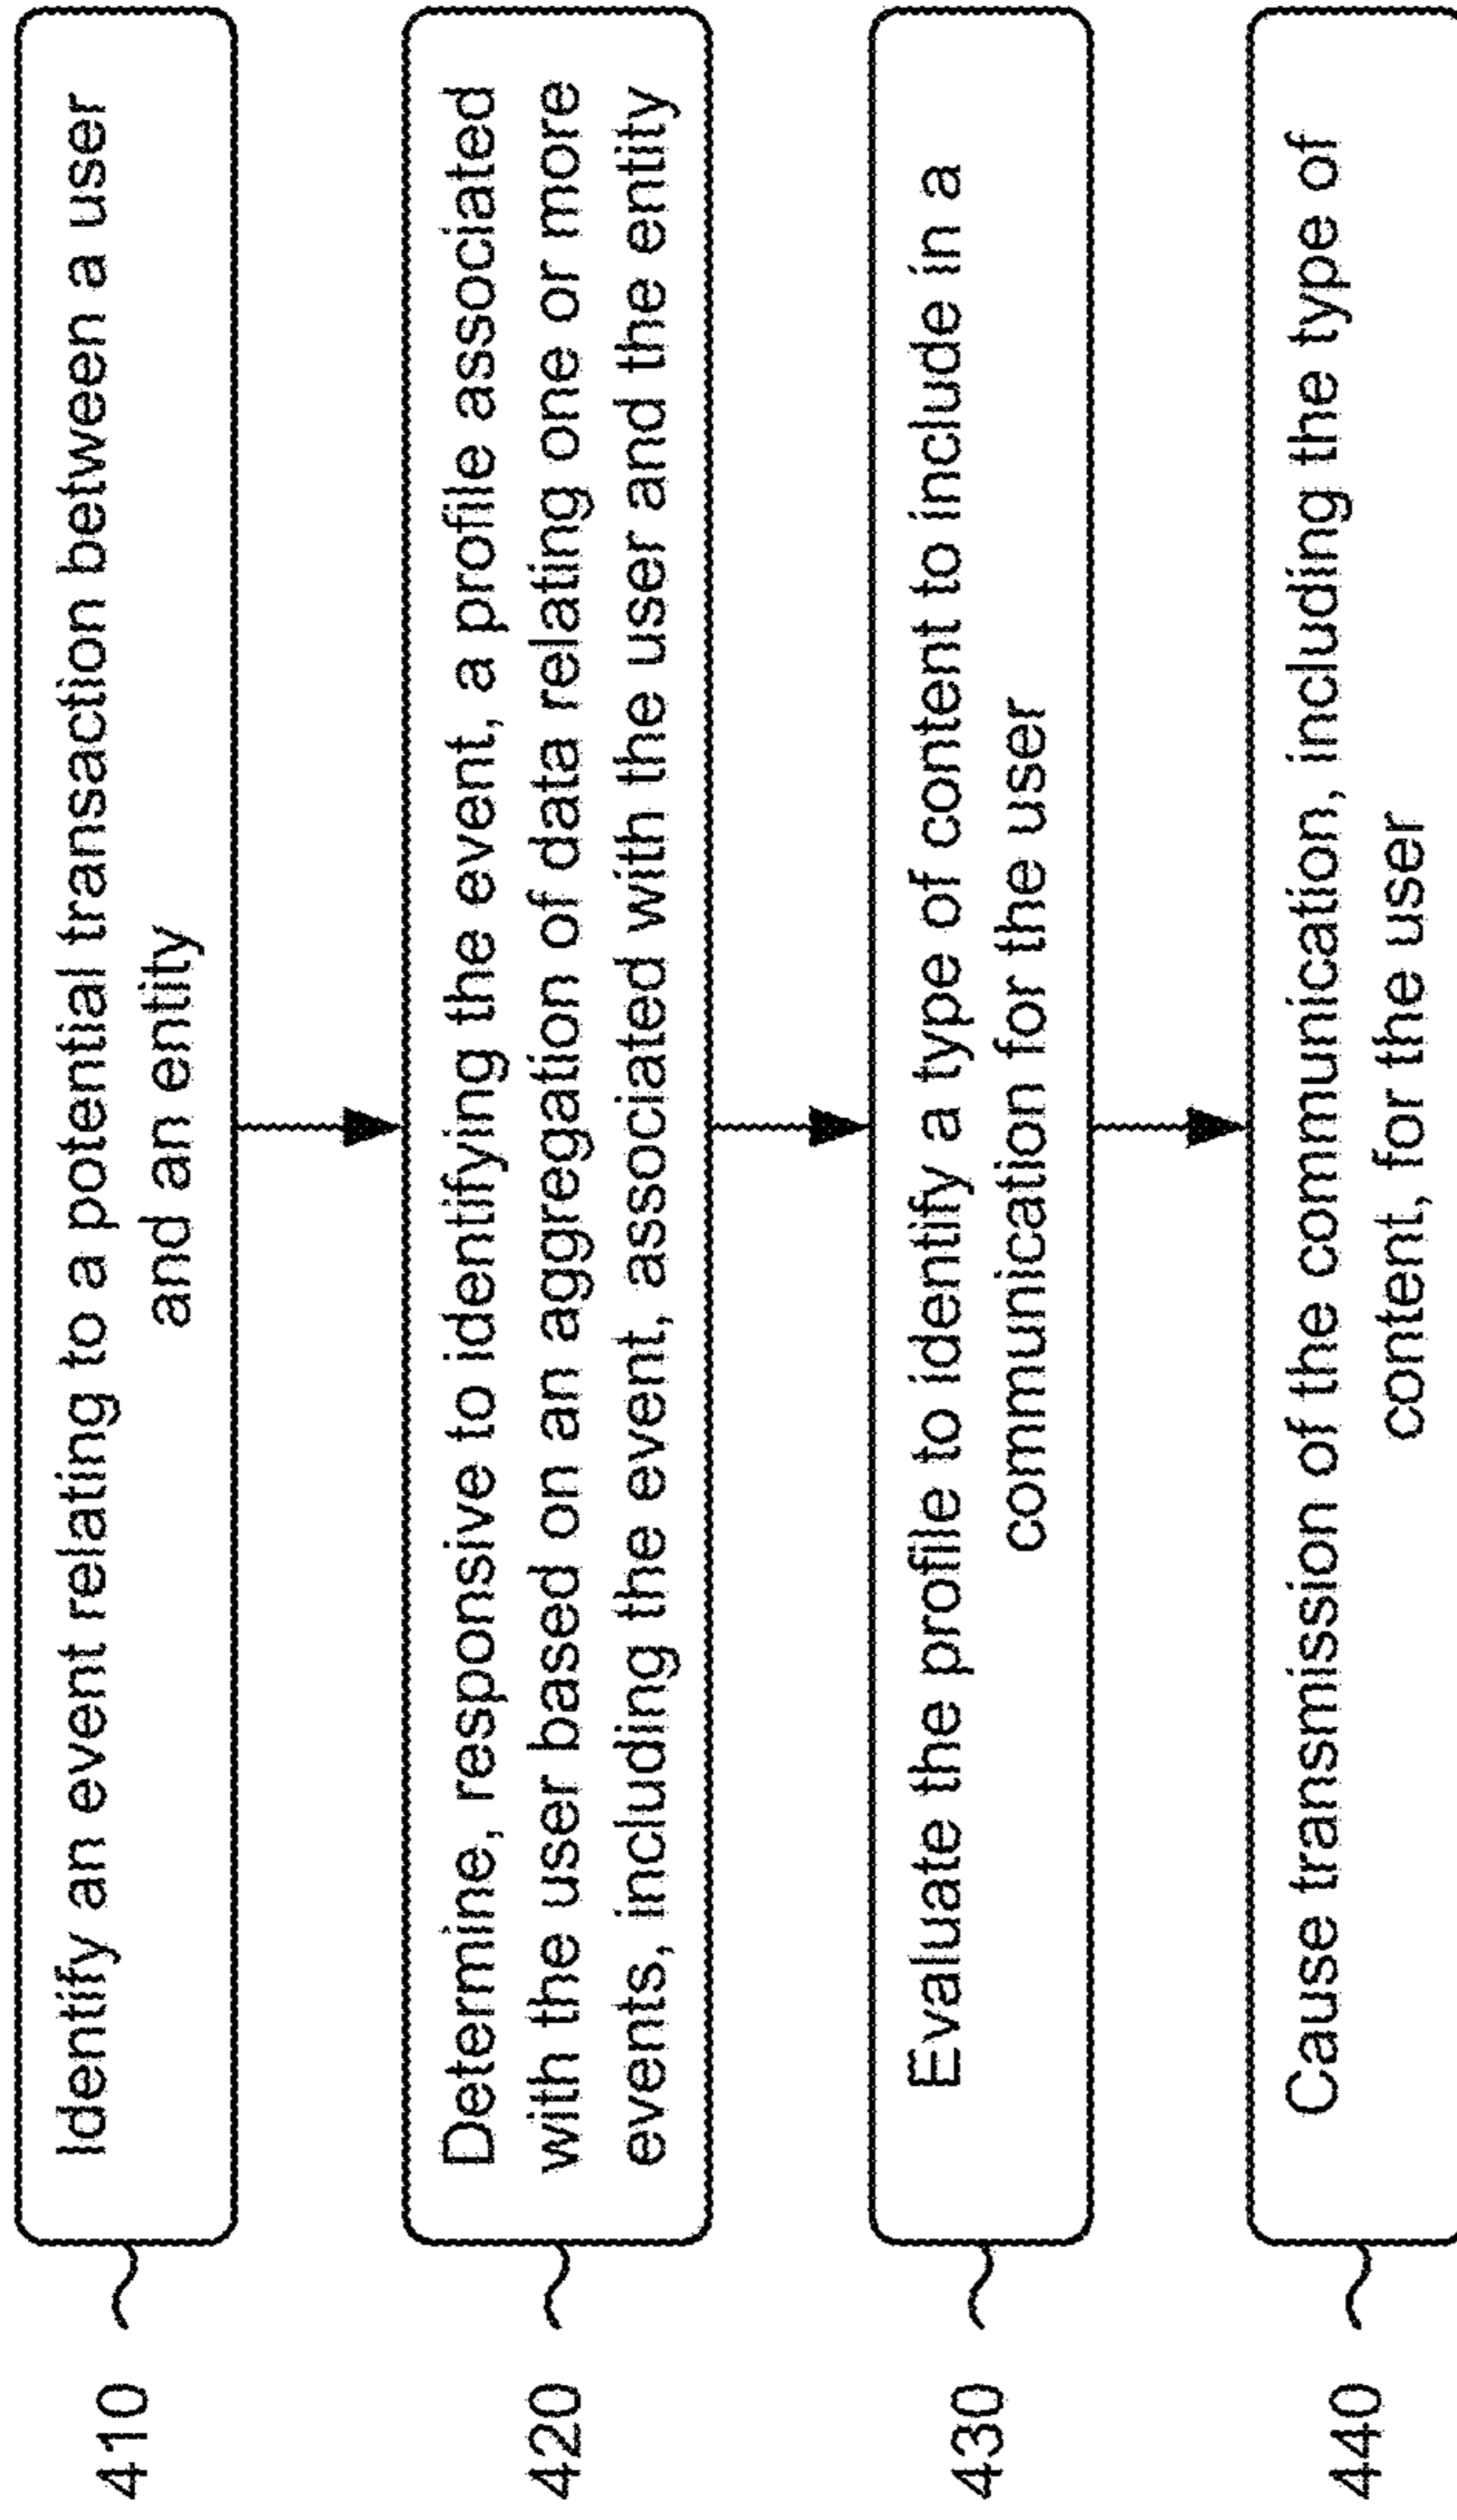 410
Identify an event relating to a potential transaction between a user
and an entity
420
Determine, responsive to identifying the event, a profile associated
with the user based on an aggregation of data relating one or more
events, including the event, associated with the user and the entity
430
Evaluate the profile to identify a type of content to include in a
communication for the user
440
Cause transmission of the communication, including the type of
content, for the user